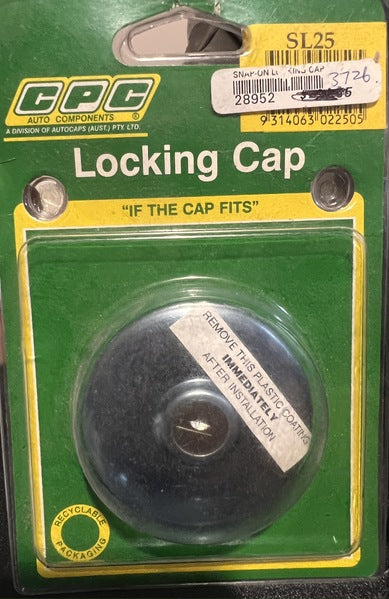 SL25
SNAP-ON LOCKING CAP
28952
3726
9 314063 022505
CPC
AUTO COMPONENTS ®
A DIVISION OF AUTOCAPS (AUST.) PTY. LTD.
Locking Cap
"IF THE CAP FITS"
REMOVE THIS PLASTIC COATING
IMMEDIATELY
AFTER INSTALLATION
RECYCLABLE
PACKAGING